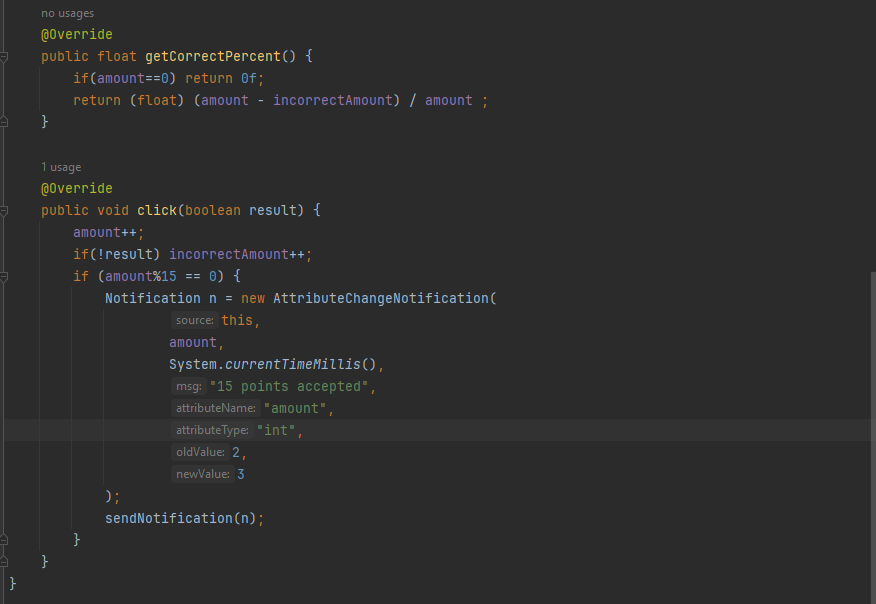 no usages
@Override
public float getCorrectPercent() {
if(amount==0) return 0f;
return (float) (amount - incorrectAmount) / amount ;
}
1 usage
@Override
public void click(boolean result) {
amount++;
if(!result) incorrectAmount++;
if (amount%15 == 0) {
Notification n = new AttributeChangeNotification(
source: this,
amount,
System.currentTimeMillis(),
msg: "15 points accepted",
attributeName: "amount",
attributeType: "int",
oldValue: 2,
newValue: 3
);
sendNotification(n);
}
}
}